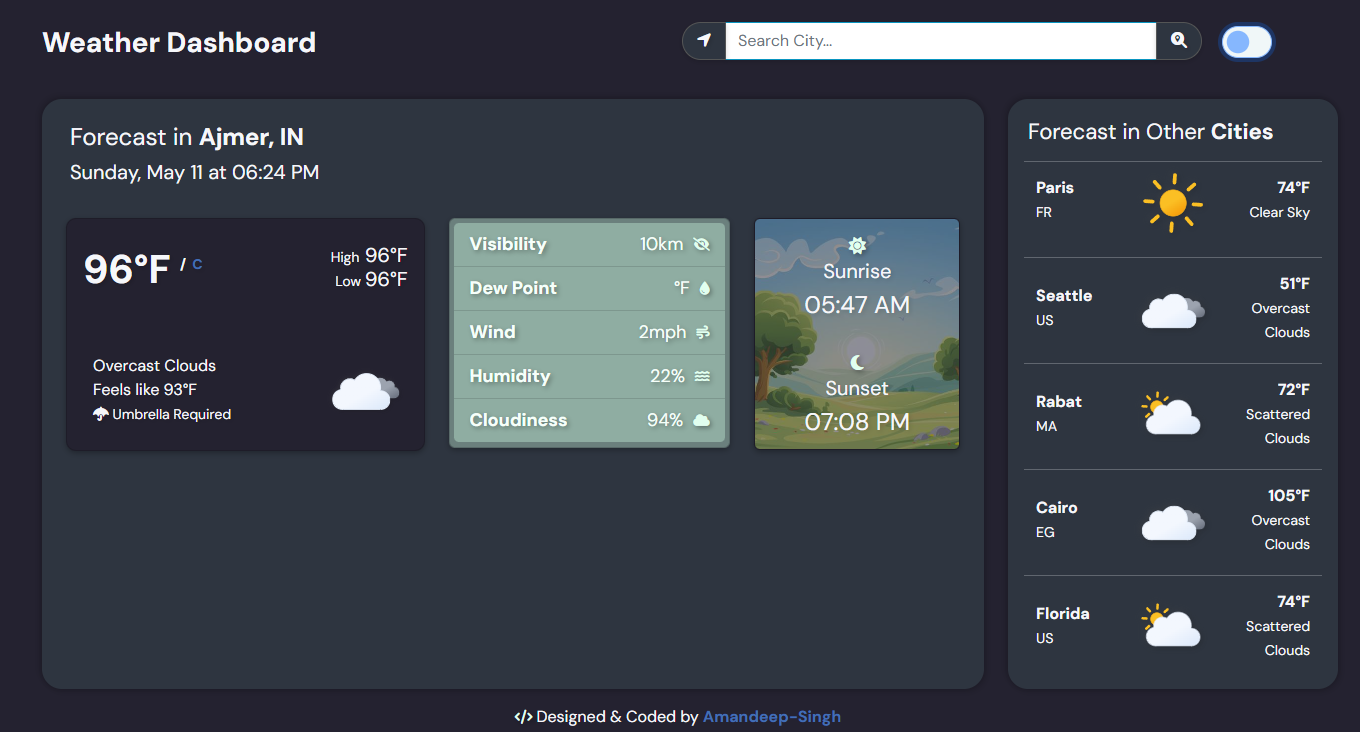 Weather Dashboard
Search City...
Forecast in Ajmer, IN
Sunday, May 11 at 06:24 PM
96°F / C
High 96°F
Low 96°F
Overcast Clouds
Feels like 93°F
Umbrella Required
Visibility 10km
Dew Point °F
Wind 2mph
Humidity 22%
Cloudiness 94%
Sunrise
05:47 AM
Sunset
07:08 PM
Forecast in Other Cities
Paris 74°F
FR Clear Sky
Seattle 51°F
US Overcast
Clouds
Rabat 72°F
MA Scattered
Clouds
Cairo 105°F
EG Overcast
Clouds
Florida 74°F
US Scattered
Clouds
</> Designed & Coded by Amandeep-Singh